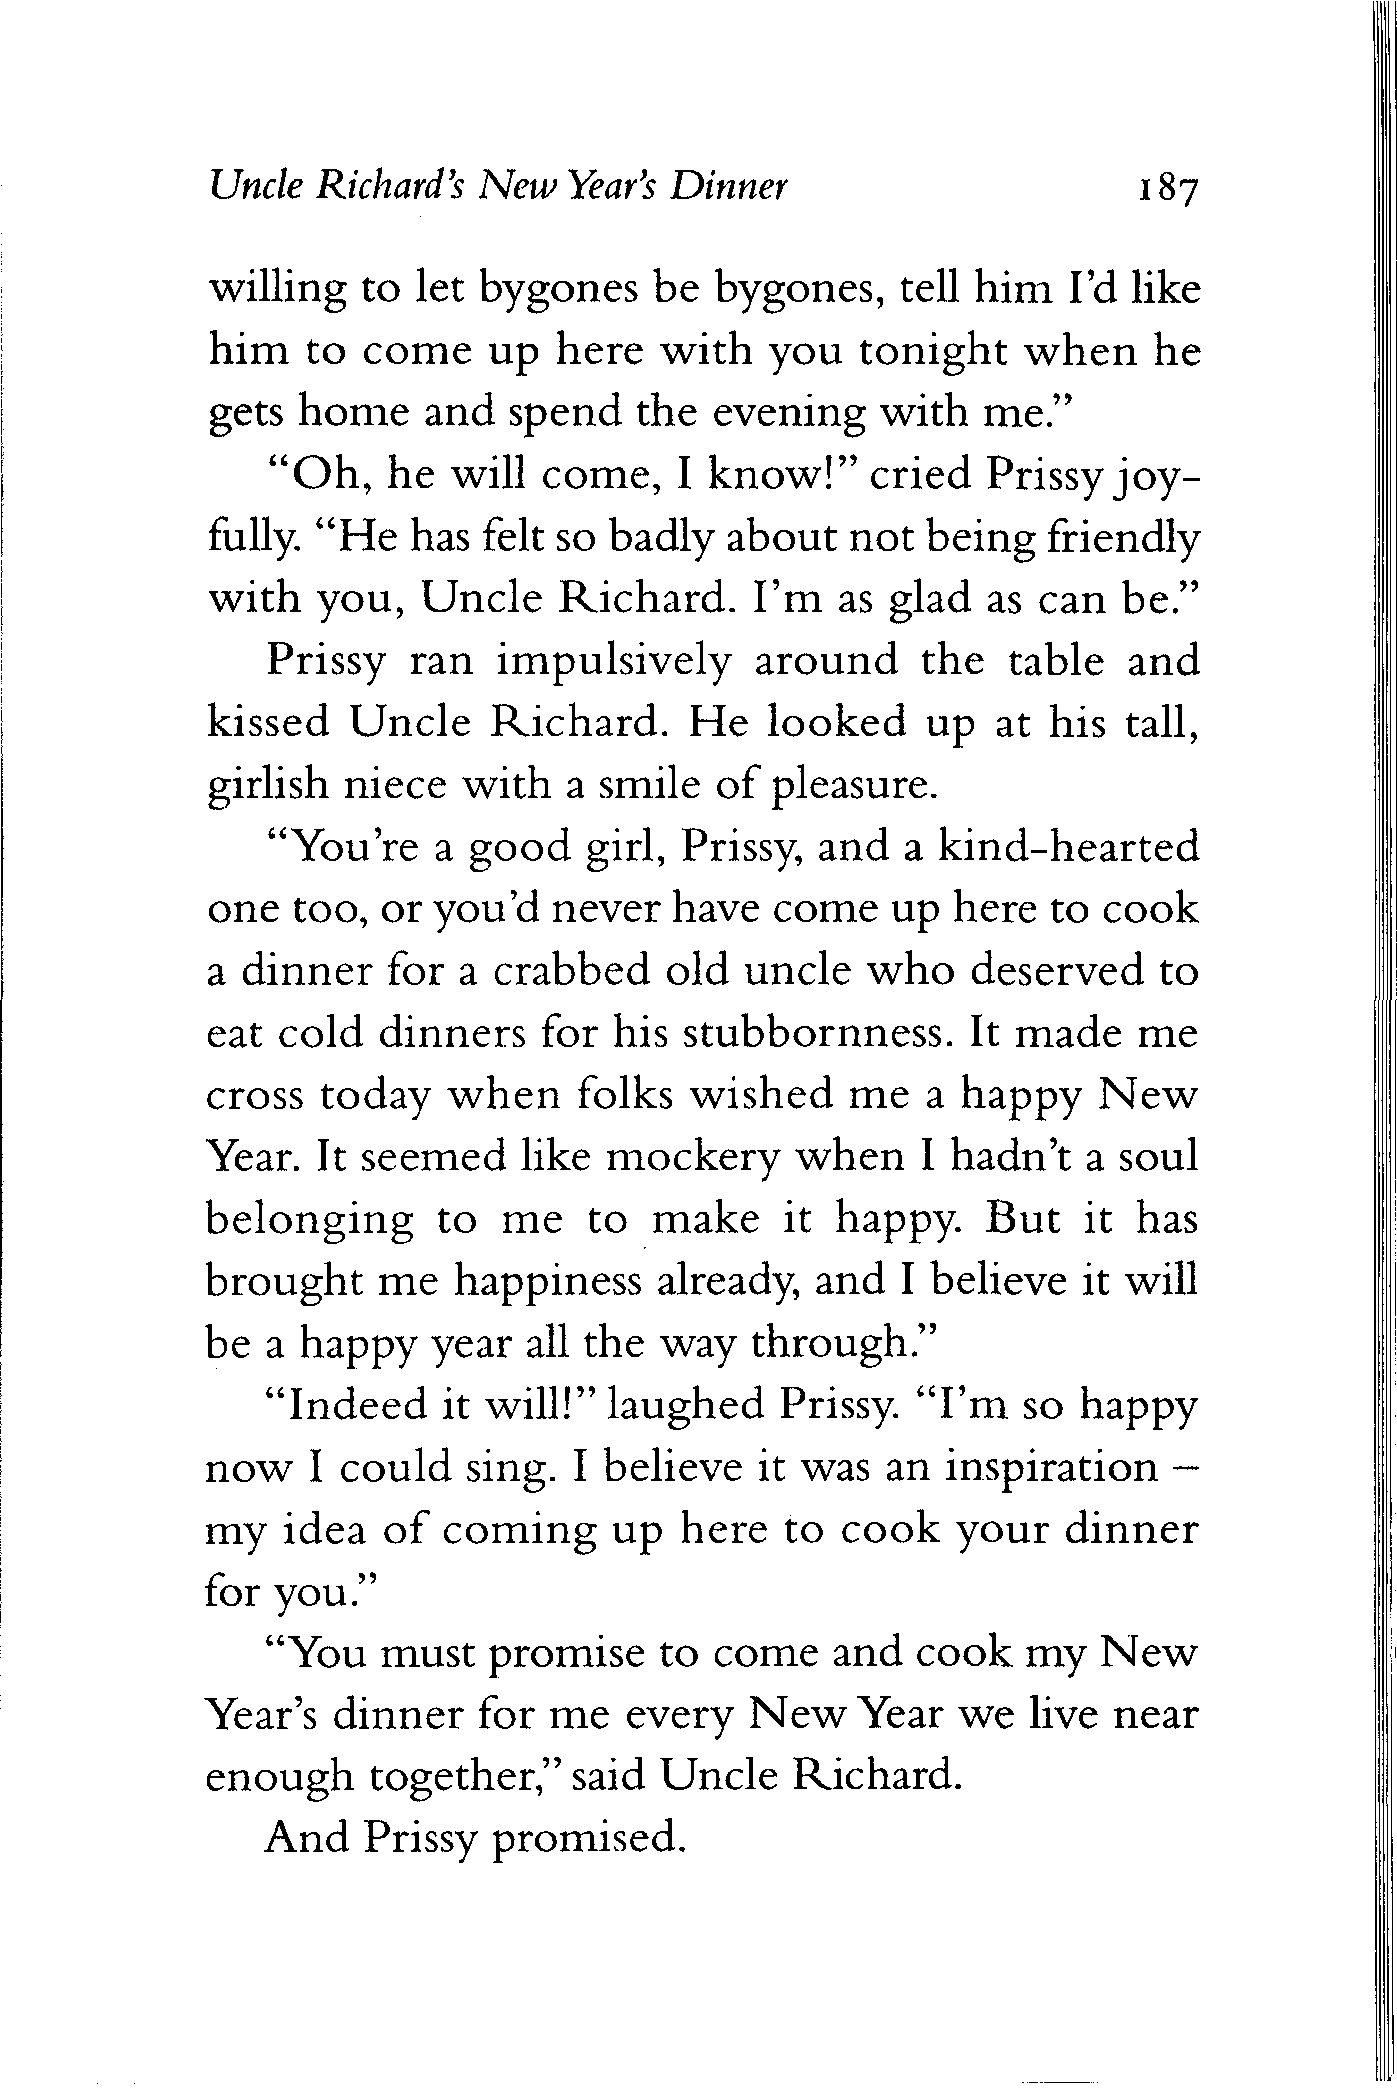 Uncle Richard's New Year's Dinner 187
willing to let bygones be bygones, tell him I'd like
him to come up here with you tonight when he
gets home and spend the evening with me."
"Oh, he will come, I know!" cried Prissy joy-
fully. "He has felt so badly about not being friendly
with you, Uncle Richard. I'm as glad as can be."
Prissy ran impulsively around the table and
kissed Uncle Richard. He looked up at his tall,
girlish niece with a smile of pleasure.
"You're a good girl, Prissy, and a kind-hearted
one too, or you'd never have come up here to cook
a dinner for a crabbed old uncle who deserved to
eat cold dinners for his stubbornness. It made me
cross today when folks wished me a happy New
Year. It seemed like mockery when I hadn't a soul
belonging to me to make it happy. But it has
brought me happiness already, and I believe it will
be a happy year all the way through."
"Indeed it will!" laughed Prissy. "I'm so happy
now I could sing. I believe it was an inspiration –
my idea of coming up here to cook your dinner
for you."
"You must promise to come and cook my New
Year's dinner for me every New Year we live near
enough together," said Uncle Richard.
And Prissy promised.